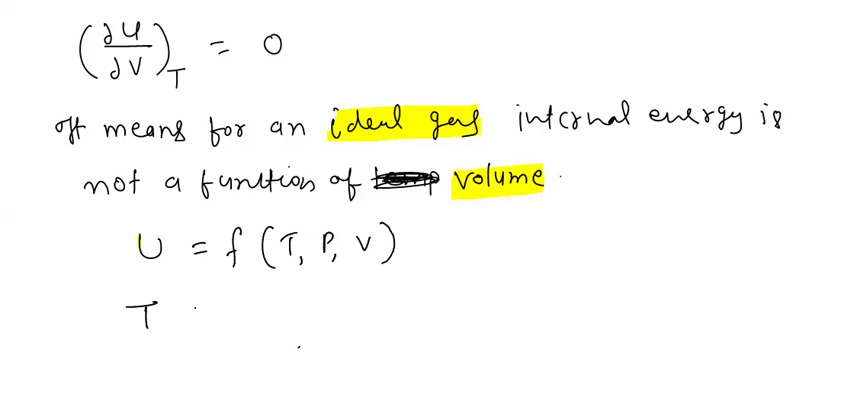 (∂U/∂V)_T = 0
It means for an ideal gas internal energy is
not a function of volume.
U = f (T, P, V)
T